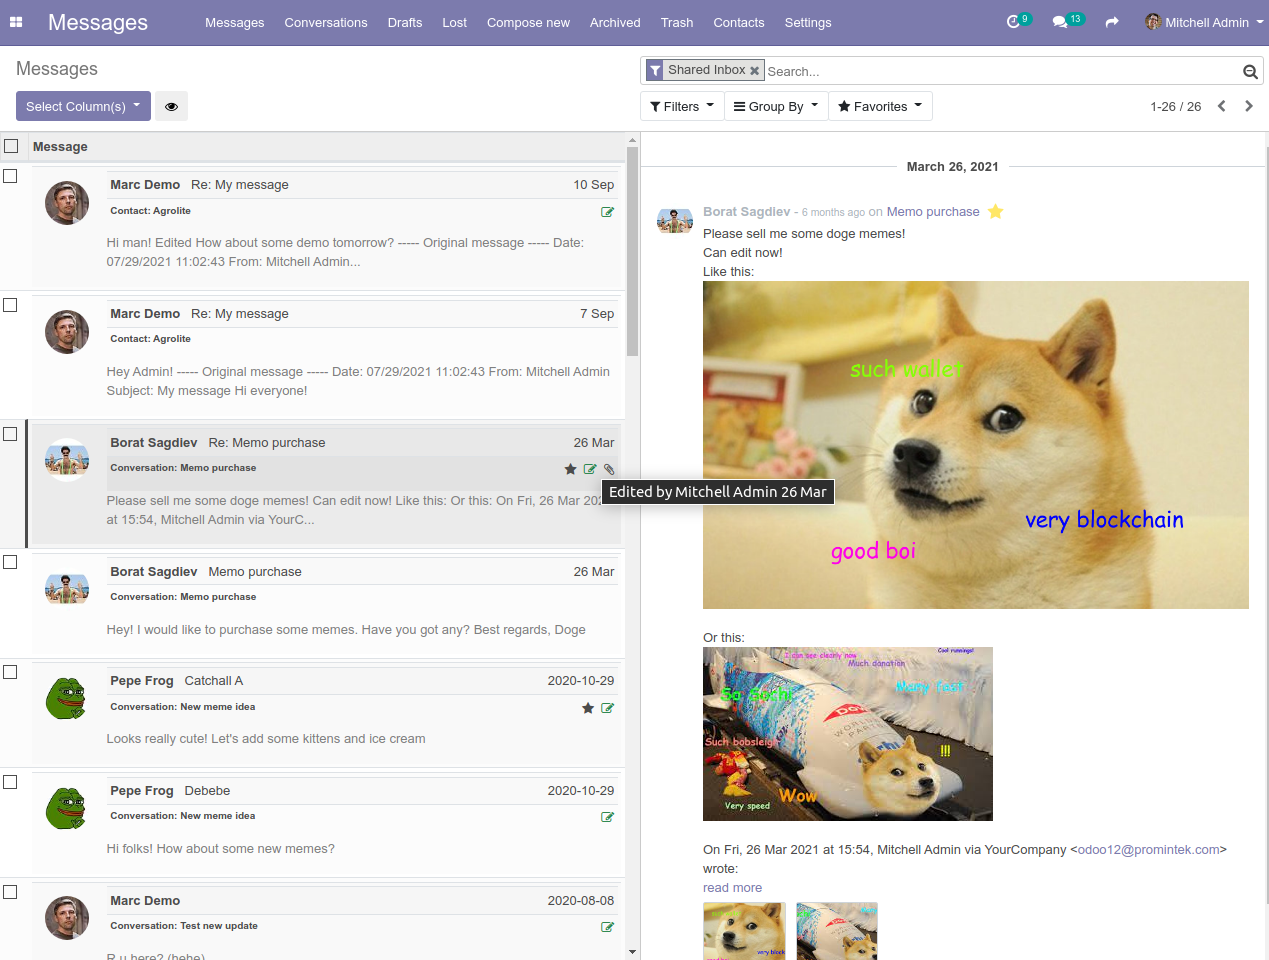 Messages
Messages
Conversations
Drafts
Lost
Compose new
Archived
Trash
Contacts
Settings
9
13
Mitchell Admin
Messages
Shared Inbox
Search...
Select Column(s)
Filters
Group By
Favorites
1-26 / 26
Message
Marc Demo Re: My message 10 Sep
Contact: Agrolite
Hi man! Edited How about some demo tomorrow? ----- Original message ----- Date:
07/29/2021 11:02:43 From: Mitchell Admin...
Marc Demo Re: My message 7 Sep
Contact: Agrolite
Hey Admin! ----- Original message ----- Date: 07/29/2021 11:02:43 From: Mitchell Admin
Subject: My message Hi everyone!
Borat Sagdiev Re: Memo purchase 26 Mar
Conversation: Memo purchase
Edited by Mitchell Admin 26 Mar
Please sell me some doge memes! Can edit now! Like this: Or this: On Fri, 26 Mar 202
at 15:54, Mitchell Admin via YourC...
Borat Sagdiev Memo purchase 26 Mar
Conversation: Memo purchase
Hey! I would like to purchase some memes. Have you got any? Best regards, Doge
Pepe Frog Catchall A 2020-10-29
Conversation: New meme idea
Looks really cute! Let's add some kittens and ice cream
Pepe Frog Debebe 2020-10-29
Conversation: New meme idea
Hi folks! How about some new memes?
Marc Demo 2020-08-08
Conversation: Test new update
R u here? (hehe)
March 26, 2021
Borat Sagdiev - 6 months ago on Memo purchase
Please sell me some doge memes!
Can edit now!
Like this:
such wallet
very blockchain
good boi
Or this:
Cool runnings!
I can see clearly now
Much donation
So Sochi
Many fast
Such bobsleigh
!!!
Wow
Very speed
On Fri, 26 Mar 2021 at 15:54, Mitchell Admin via YourCompany <odoo12@promintek.com>
wrote:
read more